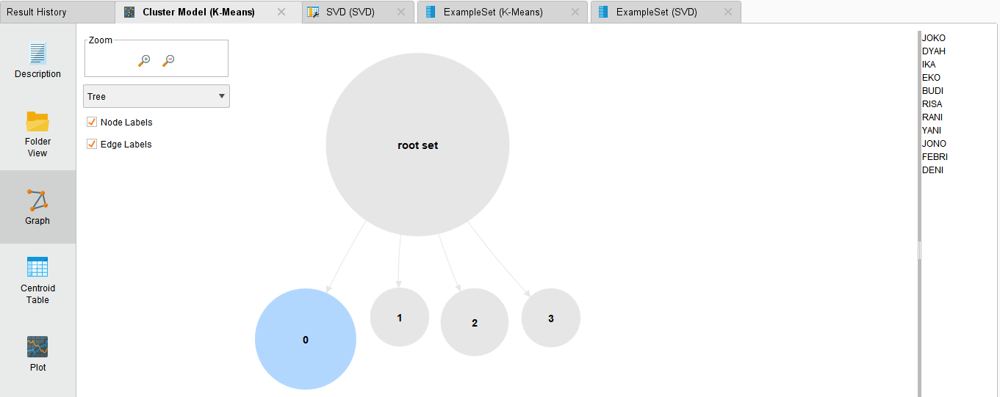 Result History
Cluster Model (K-Means)
SVD (SVD)
ExampleSet (K-Means)
ExampleSet (SVD)
Description
Folder
View
Graph
Centroid
Table
Plot
Zoom
Tree
Node Labels
Edge Labels
root set
0
1
2
3
JOKO
DYAH
IKA
EKO
BUDI
RISA
RANI
YANI
JONO
FEBRI
DENI